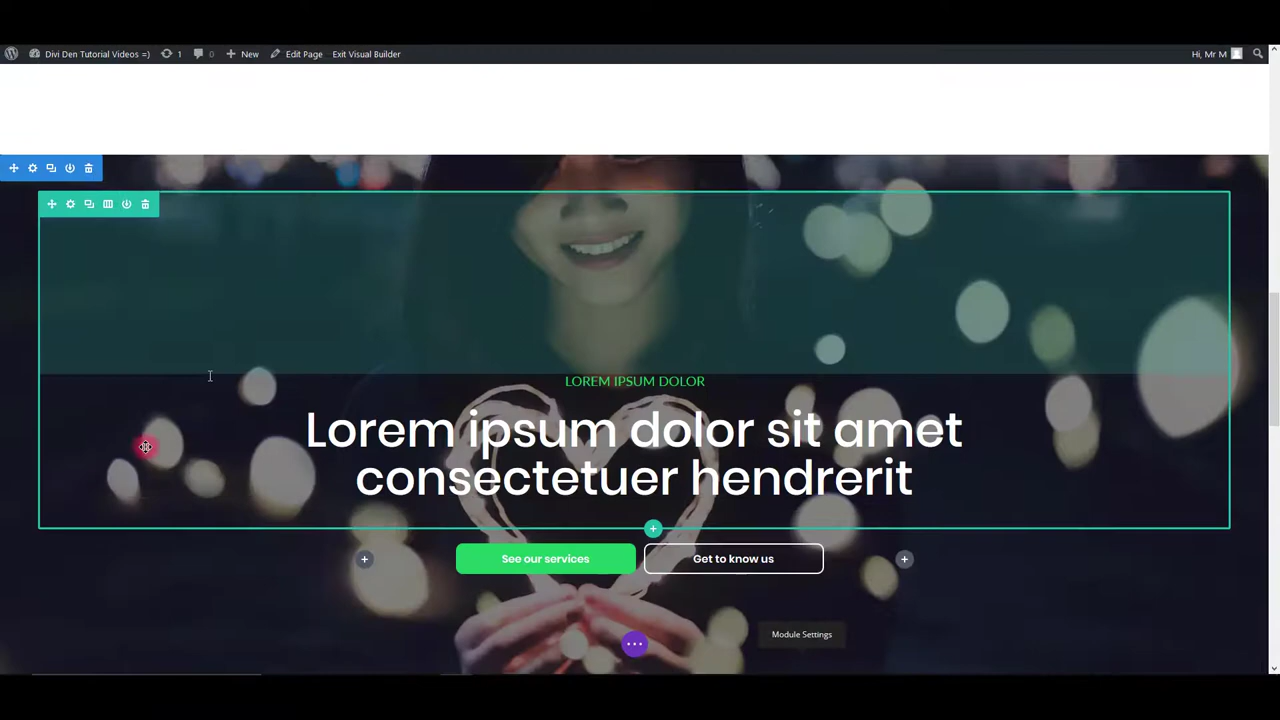 Divi Den Tutorial Videos =) 1 0 New Edit Page Exit Visual Builder Hi, Mr M
LOREM IPSUM DOLOR
Lorem ipsum dolor sit amet
consectetuer hendrerit
See our services Get to know us
Module Settings